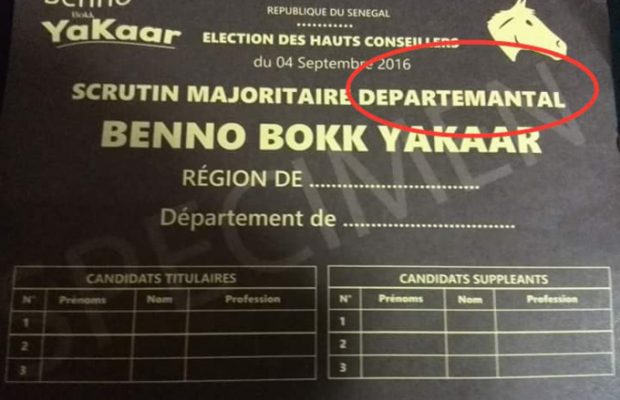 Benno
Bokk
YaKaar
REPUBLIQUE DU SENEGAL
ELECTION DES HAUTS CONSEILLERS
du 04 Septembre 2016
SCRUTIN MAJORITAIRE DEPARTEMANTAL
BENNO BOKK YAKAAR
RÉGION DE ........................................
Département de ........................................
SPECIMEN
CANDIDATS TITULAIRES
N° Prénoms Nom Profession
1
2
3
CANDIDATS SUPPLEANTS
N° Prénoms Nom Profession
1
2
3